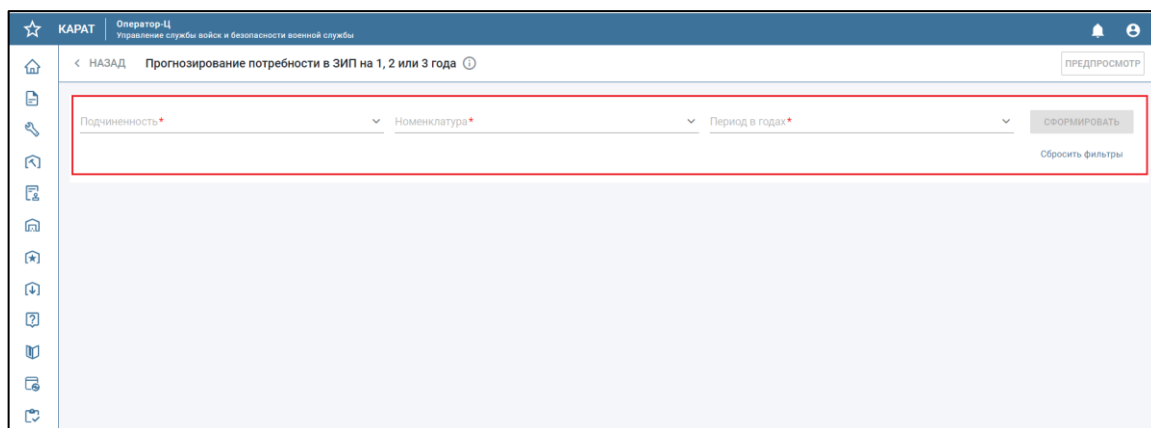 КАРАТ
Оператор-Ц
Управление службы войск и безопасности военной службы
НАЗАД Прогнозирование потребности в ЗИП на 1, 2 или 3 года ПРЕДПРОСМОТР
Подчиненность* Номенклатура* Период в годах* СФОРМИРОВАТЬ
Сбросить фильтры